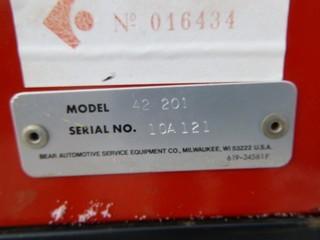 Nº 016434
MODEL 42 201
SERIAL NO. 10A121
BEAR AUTOMOTIVE SERVICE EQUIPMENT CO., MILWAUKEE, WI 53222 U.S.A.
619-34561F